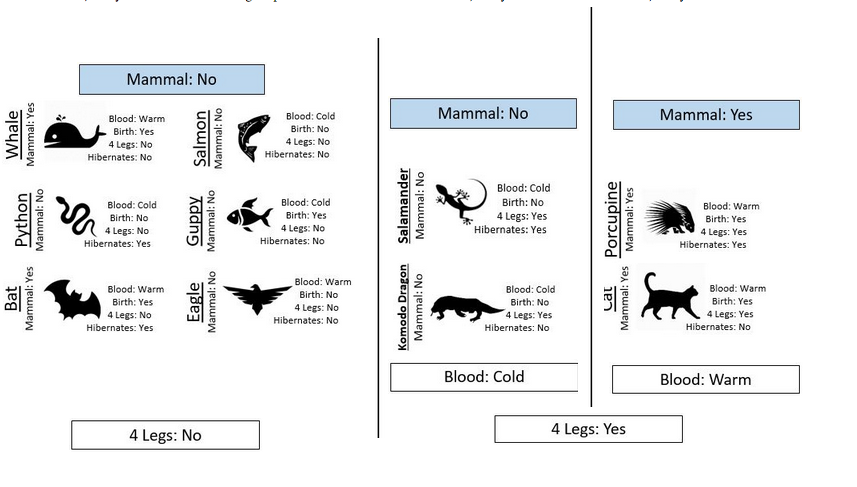 Mammal: No
Whale
Mammal: Yes
Blood: Warm
Birth: Yes
4 Legs: No
Hibernates: No
Salmon
Mammal: No
Blood: Cold
Birth: No
4 Legs: No
Hibernates: No
Python
Mammal: No
Blood: Cold
Birth: No
4 Legs: No
Hibernates: Yes
Guppy
Mammal: No
Blood: Cold
Birth: Yes
4 Legs: No
Hibernates: No
Bat
Mammal: Yes
Blood: Warm
Birth: Yes
4 Legs: No
Hibernates: Yes
Eagle
Mammal: No
Blood: Warm
Birth: No
4 Legs: No
Hibernates: No
4 Legs: No
Mammal: No
Salamander
Mammal: No
Blood: Cold
Birth: No
4 Legs: Yes
Hibernates: Yes
Komodo Dragon
Mammal: No
Blood: Cold
Birth: No
4 Legs: Yes
Hibernates: No
Blood: Cold
Mammal: Yes
Porcupine
Mammal: Yes
Blood: Warm
Birth: Yes
4 Legs: Yes
Hibernates: Yes
Cat
Mammal: Yes
Blood: Warm
Birth: Yes
4 Legs: Yes
Hibernates: No
Blood: Warm
4 Legs: Yes